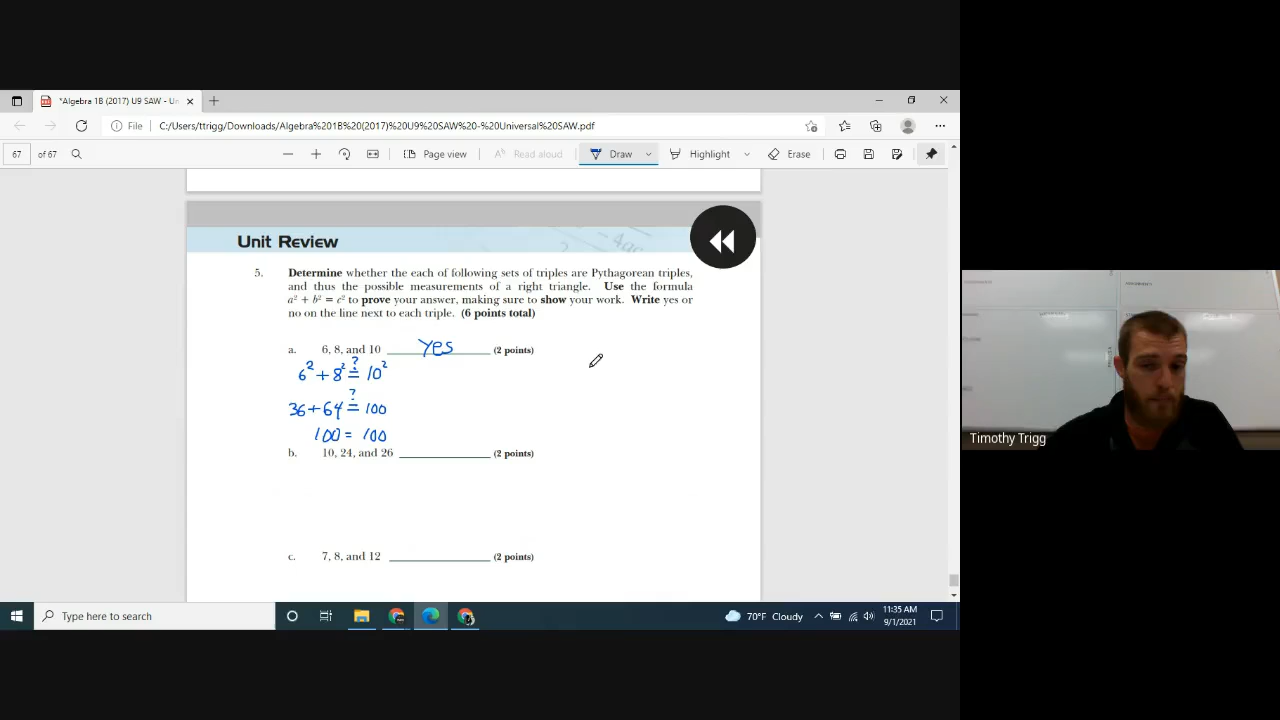 *Algebra 1B (2017) U9 SAW - Un
File C:/Users/ttrigg/Downloads/Algebra%201B%20(2017)%20U9%20SAW%20-%20Universal%20SAW.pdf
67 of 67 Page view Read aloud Draw Highlight Erase
Unit Review
5. Determine whether the each of following sets of triples are Pythagorean triples,
and thus the possible measurements of a right triangle. Use the formula
a² + b² = c² to prove your answer, making sure to show your work. Write yes or
no on the line next to each triple. (6 points total)
a. 6, 8, and 10 yes (2 points)
6² + 8² ≟ 10²
36 + 64 ≟ 100
100 = 100
b. 10, 24, and 26 (2 points)
c. 7, 8, and 12 (2 points)
Timothy Trigg
Type here to search
70°F Cloudy
11:35 AM
9/1/2021